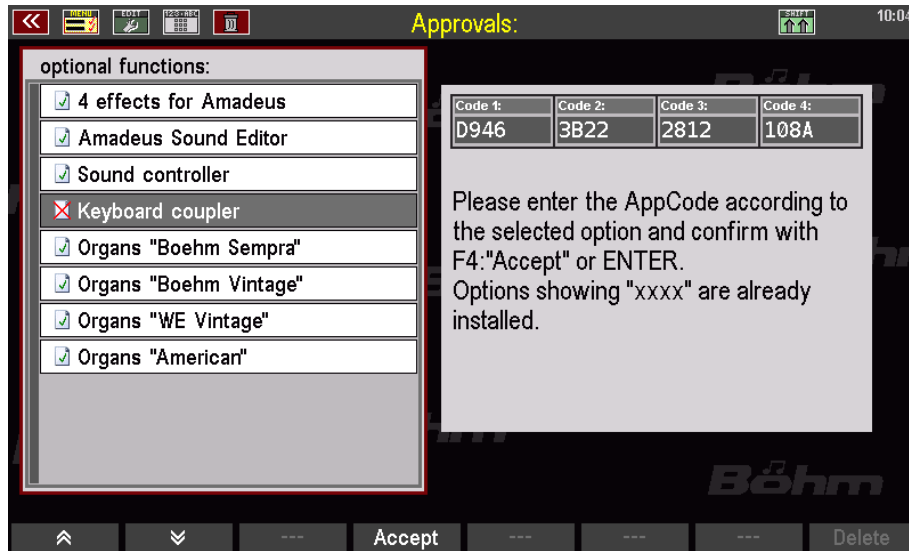 MENU
EDIT
123·ABC
Approvals:
SHIFT
10:04
optional functions:
4 effects for Amadeus
Amadeus Sound Editor
Sound controller
Keyboard coupler
Organs "Boehm Sempra"
Organs "Boehm Vintage"
Organs "WE Vintage"
Organs "American"
Code 1: Code 2: Code 3: Code 4:
D946 3B22 2812 108A
Please enter the AppCode according to
the selected option and confirm with
F4:"Accept" or ENTER.
Options showing "xxxx" are already
installed.
Böhm
--- Accept --- --- --- Delete